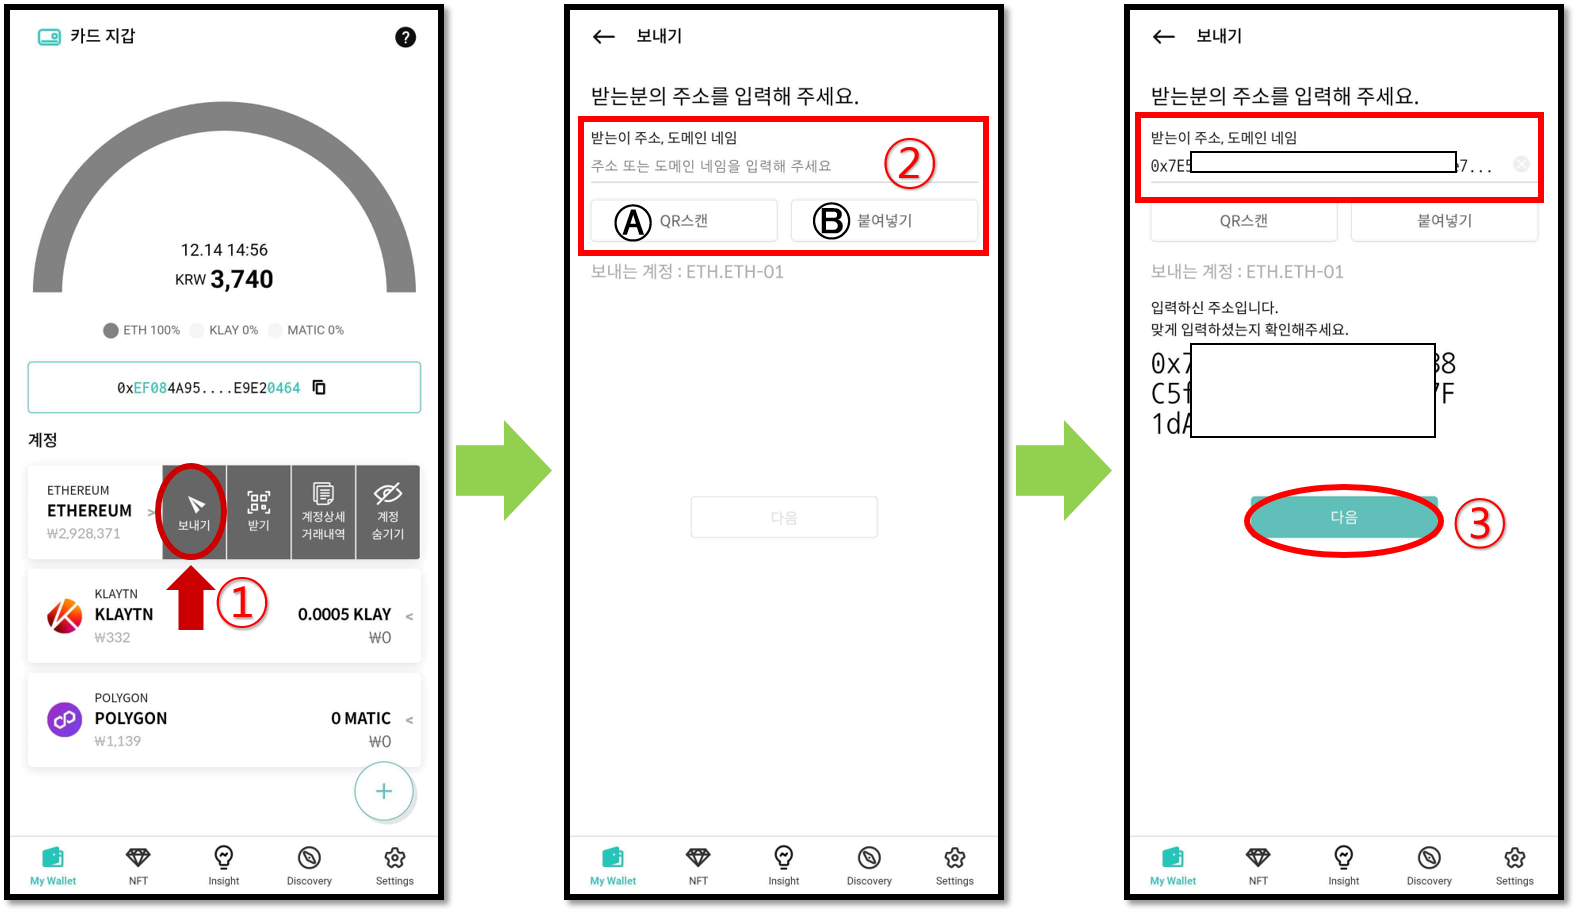 카드 지갑
?
12.14 14:56
KRW 3,740
ETH 100% KLAY 0% MATIC 0%
0xEF084A95....E9E20464
계정
ETHEREUM
ETHEREUM >
₩2,928,371
보내기
받기
계정상세
거래내역
계정
숨기기
①
KLAYTN
KLAYTN 0.0005 KLAY <
₩332 ₩0
POLYGON
POLYGON 0 MATIC <
₩1,139 ₩0
+
My Wallet NFT Insight Discovery Settings
보내기
받는분의 주소를 입력해 주세요.
받는이 주소, 도메인 네임
주소 또는 도메인 네임을 입력해 주세요
②
Ⓐ QR스캔 Ⓑ 붙여넣기
보내는 계정 : ETH.ETH-01
다음
My Wallet NFT Insight Discovery Settings
보내기
받는분의 주소를 입력해 주세요.
받는이 주소, 도메인 네임
0x7E5 e7...
QR스캔 붙여넣기
보내는 계정 : ETH.ETH-01
입력하신 주소입니다.
맞게 입력하셨는지 확인해주세요.
0x7 88
C5f 7F
1dA
다음 ③
My Wallet NFT Insight Discovery Settings